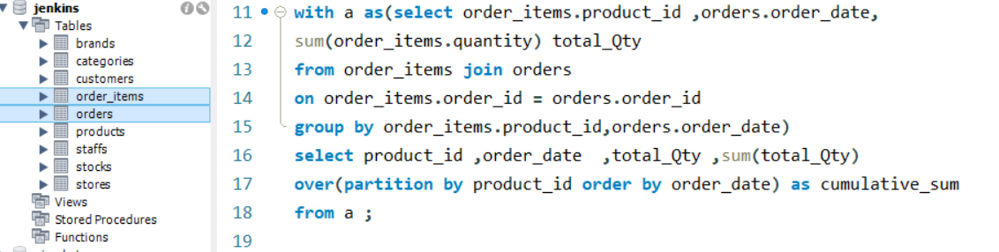 jenkins
Tables
brands
categories
customers
order_items
orders
products
staffs
stocks
stores
Views
Stored Procedures
Functions
11 with a as(select order_items.product_id ,orders.order_date,
12 sum(order_items.quantity) total_Qty
13 from order_items join orders
14 on order_items.order_id = orders.order_id
15 group by order_items.product_id,orders.order_date)
16 select product_id ,order_date  ,total_Qty ,sum(total_Qty)
17 over(partition by product_id order by order_date) as cumulative_sum
18 from a ;
19